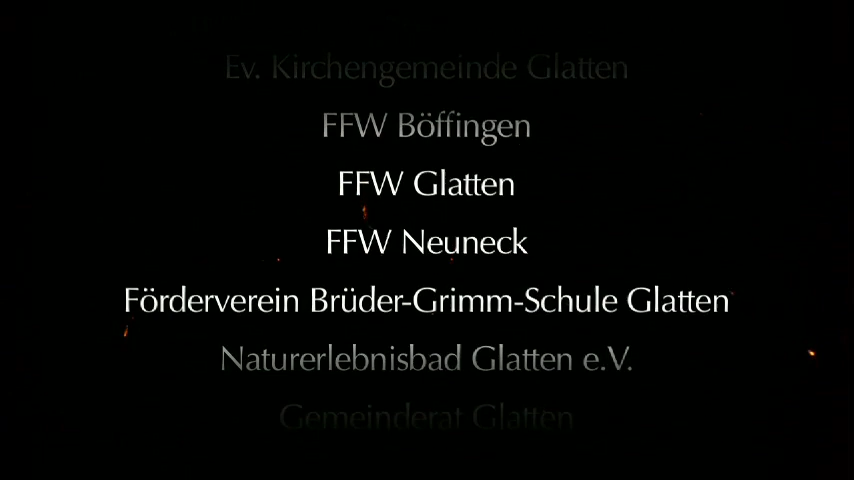 Ev. Kirchengemeinde Glatten
FFW Böffingen
FFW Glatten
FFW Neuneck
Förderverein Brüder-Grimm-Schule Glatten
Naturerlebnisbad Glatten e.V.
Gemeinderat Glatten